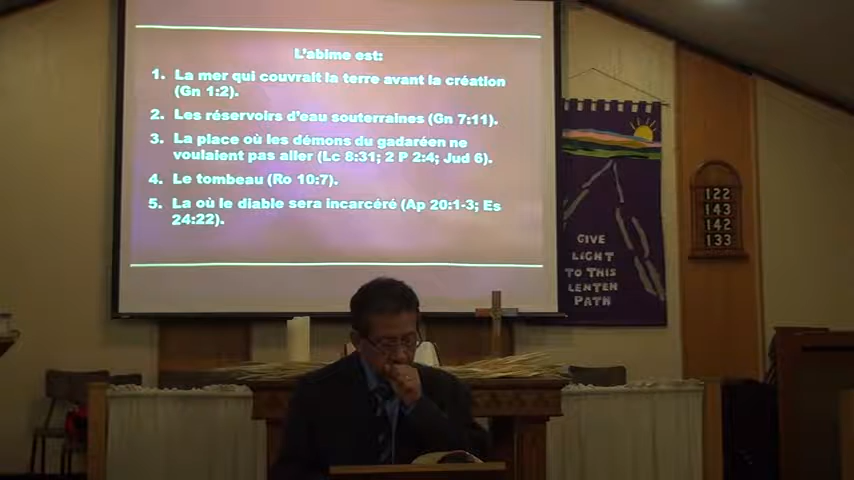 L'abîme est:
1. La mer qui couvrait la terre avant la création
(Gn 1:2).
2. Les réservoirs d'eau souterraines (Gn 7:11).
3. La place où les démons du gadaréen ne
voulaient pas aller (Lc 8:31; 2 P 2:4; Jud 6).
4. Le tombeau (Ro 10:7).
5. La où le diable sera incarcéré (Ap 20:1-3; Es
24:22).
GIVE
LIGHT
TO THIS
LENTEN
PATH
122
143
142
133